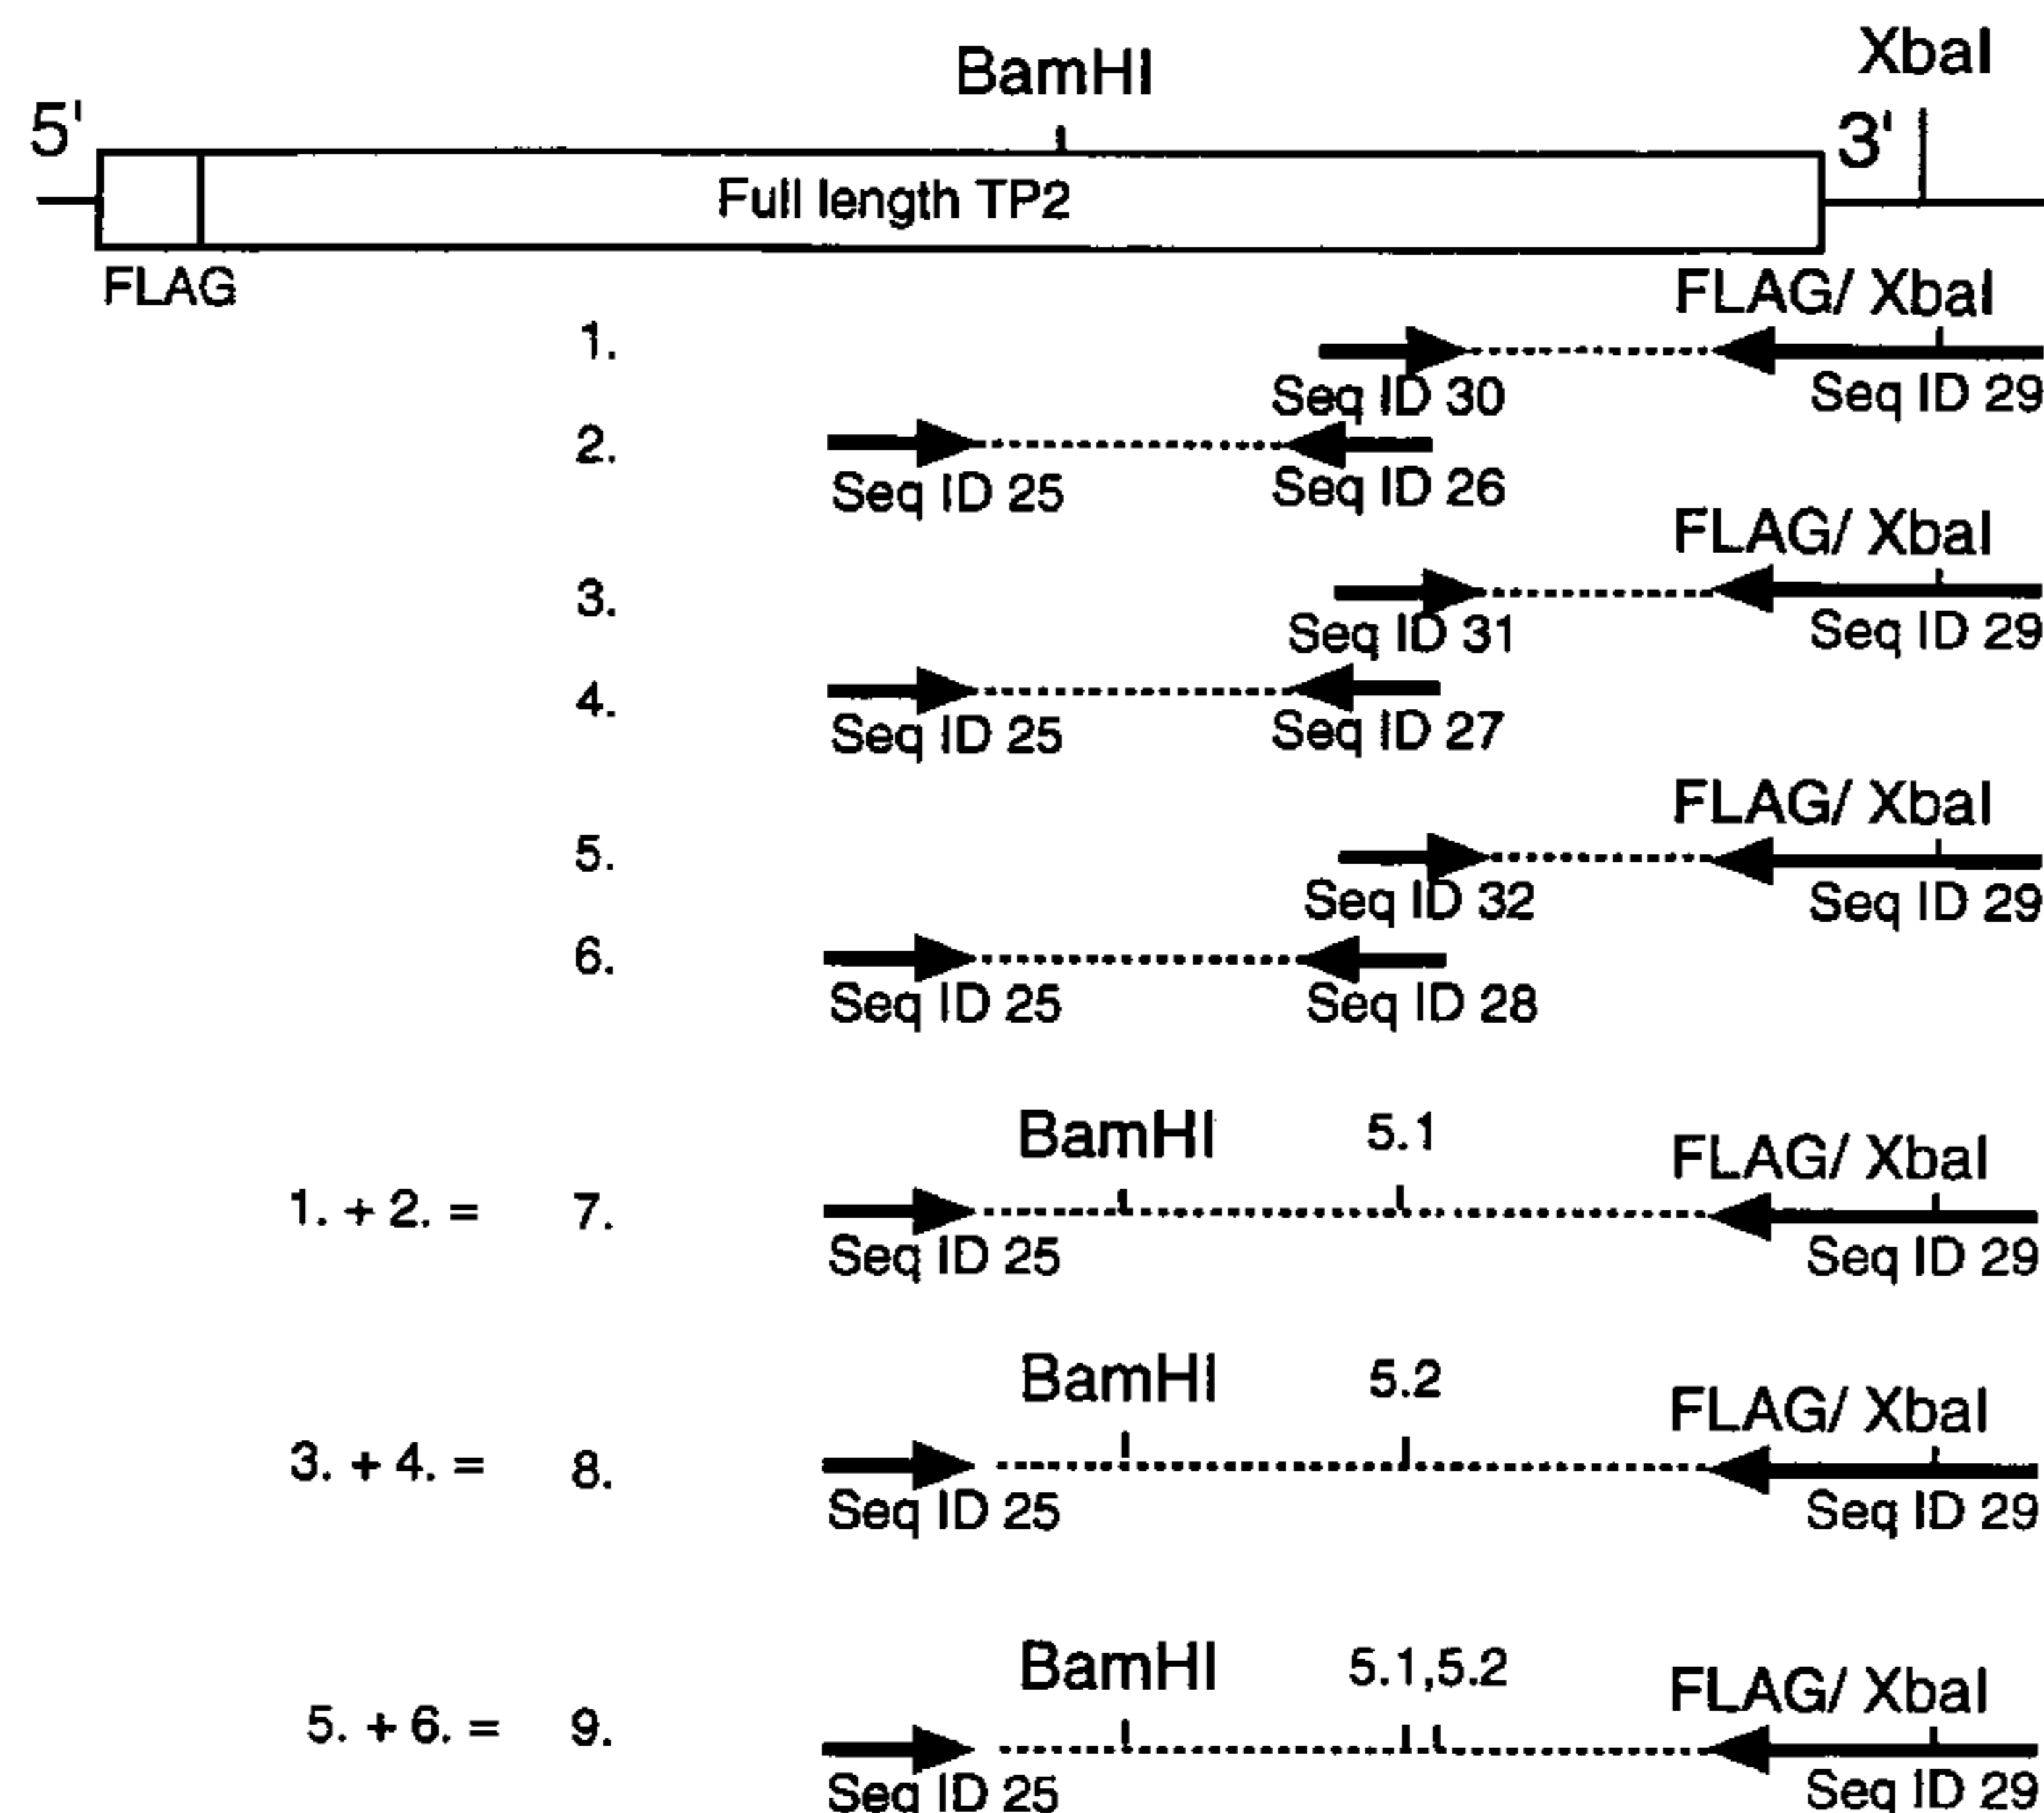 BamHI
XbaI
5'
3'
Full length TP2
FLAG
FLAG/ XbaI
1.
Seq ID 30
Seq ID 29
2.
Seq ID 25
Seq ID 26
FLAG/ XbaI
3.
Seq ID 31
Seq ID 29
4.
Seq ID 25
Seq ID 27
FLAG/ XbaI
5.
Seq ID 32
Seq ID 29
6.
Seq ID 25
Seq ID 28
BamHI
5.1
FLAG/ XbaI
1. + 2. =
7.
Seq ID 25
Seq ID 29
BamHI
5.2
FLAG/ XbaI
3. + 4. =
8.
Seq ID 25
Seq ID 29
BamHI
5.1,5.2
FLAG/ XbaI
5. + 6. =
9.
Seq ID 25
Seq ID 29